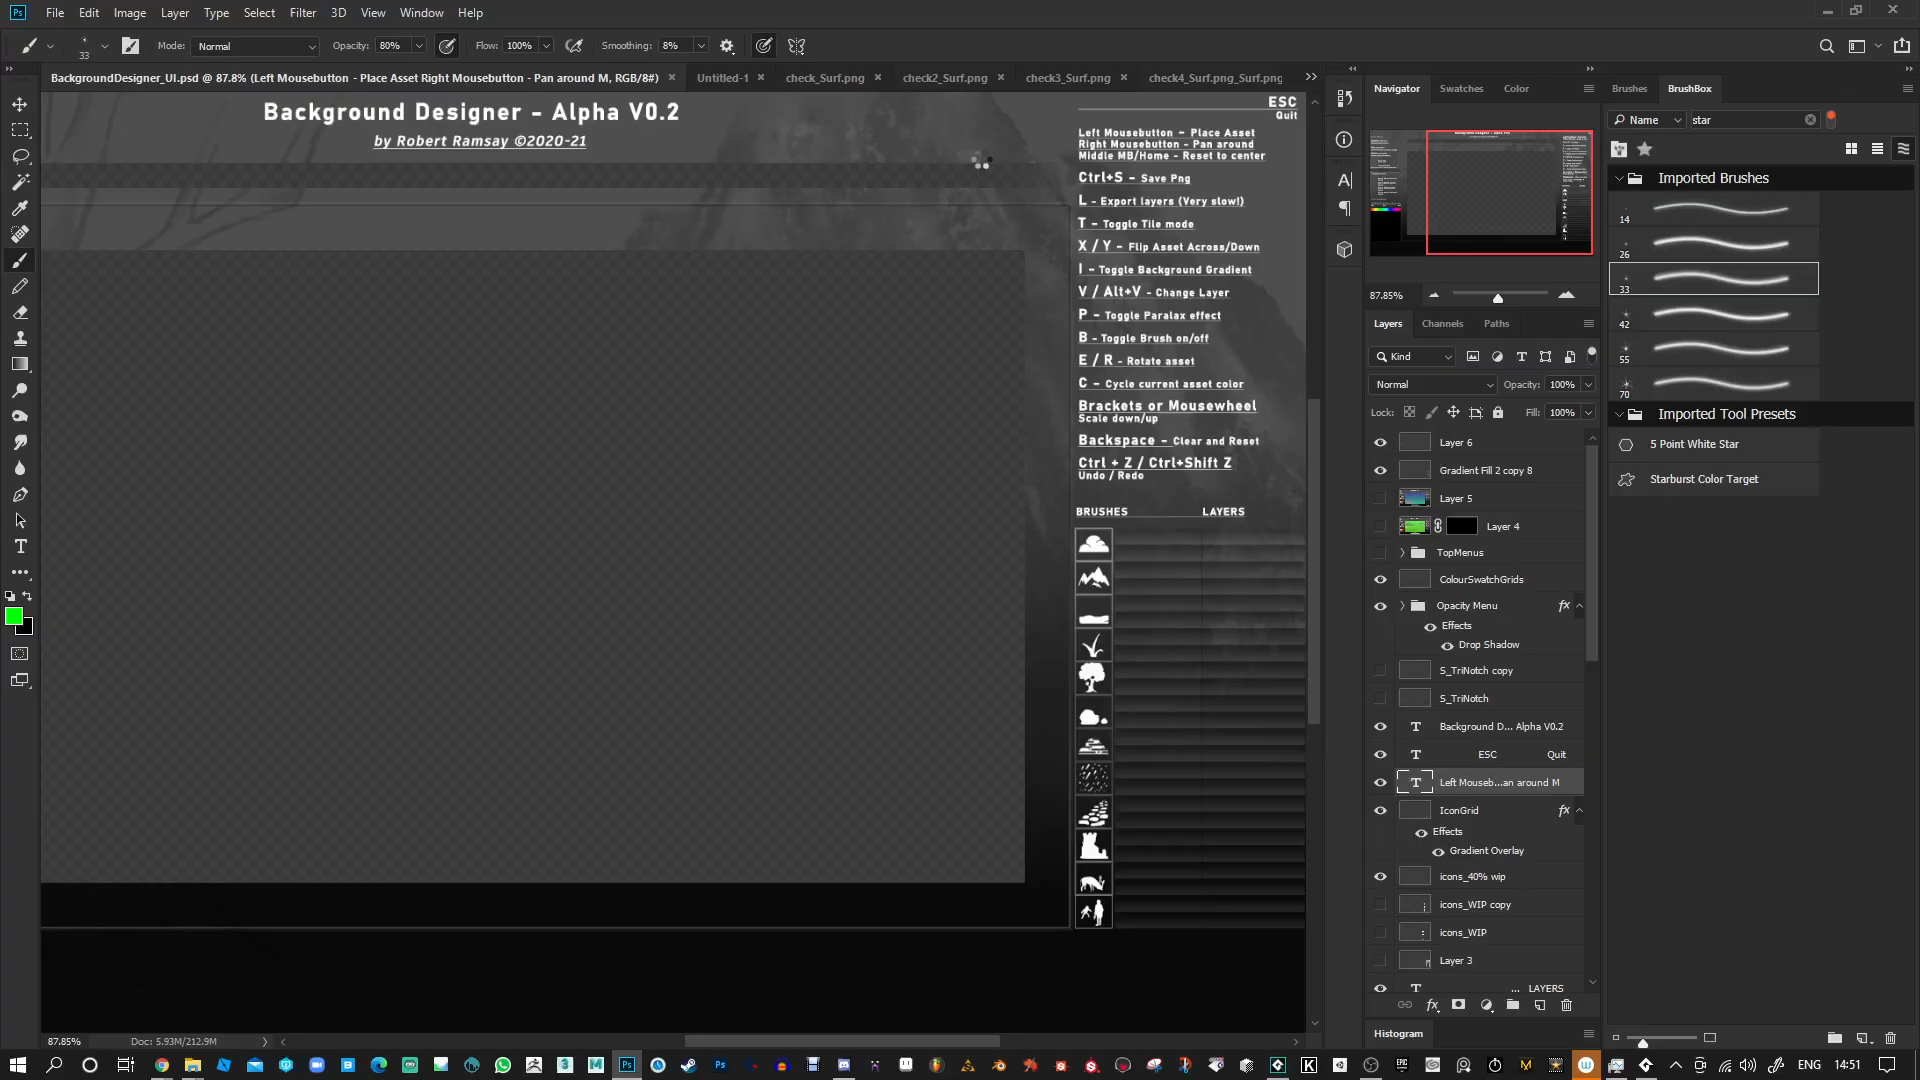 File Edit Image Layer Type Select Filter 3D View Window Help
33 Mode: Normal Opacity: 80% Flow: 100% Smoothing: 8%
BackgroundDesigner_UI.psd @ 87.8% (Left Mousebutton - Place Asset Right Mousebutton - Pan around M, RGB/8#) Untitled-1 check_Surf.png check2_Surf.png check3_Surf.png check4_Surf.png_Surf.png
Background Designer - Alpha V0.2
by Robert Ramsay ©2020-21
ESC
Quit
Left Mousebutton - Place Asset
Right Mousebutton - Pan around
Middle MB/Home - Reset to center
Ctrl+S - Save Png
L - Export layers (Very slow!)
T - Toggle Tile mode
X / Y - Flip Asset Across/Down
I - Toggle Background Gradient
V / Alt+V - Change Layer
P - Toggle Paralax effect
B - Toggle Brush on/off
E / R - Rotate asset
C - Cycle current asset color
Brackets or Mousewheel
Scale down/up
Backspace - Clear and Reset
Ctrl + Z / Ctrl+Shift Z
Undo / Redo
BRUSHES LAYERS
Navigator Swatches Color
87.85%
Layers Channels Paths
Kind
Normal Opacity: 100%
Lock: Fill: 100%
Layer 6
Gradient Fill 2 copy 8
Layer 5
Layer 4
TopMenus
ColourSwatchGrids
Opacity Menu fx
Effects
Drop Shadow
S_TriNotch copy
S_TriNotch
Background D... Alpha V0.2
ESC Quit
Left Mouseb...an around M
IconGrid fx
Effects
Gradient Overlay
icons_40% wip
icons_WIP copy
icons_WIP
Layer 3
... LAYERS
Histogram
Brushes BrushBox
Name star
Imported Brushes
14
26
33
42
55
70
Imported Tool Presets
5 Point White Star
Starburst Color Target
87.85% Doc: 5.93M/212.9M
ENG 14:51